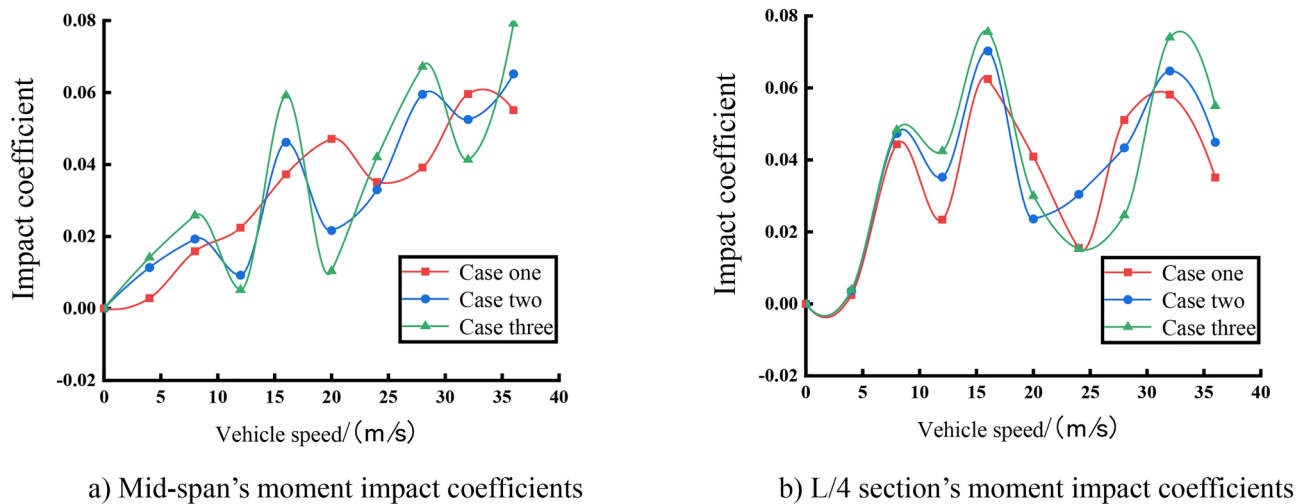 0.08
0.06
0.04
0.02
0.00
-0.02
Impact coefficient
0 5 10 15 20 25 30 35 40
Vehicle speed/(m/s)
Case one
Case two
Case three
a) Mid-span's moment impact coefficients
0.08
0.06
0.04
0.02
0.00
-0.02
Impact coefficient
0 5 10 15 20 25 30 35 40
Vehicle speed/(m/s)
Case one
Case two
Case three
b) L/4 section's moment impact coefficients